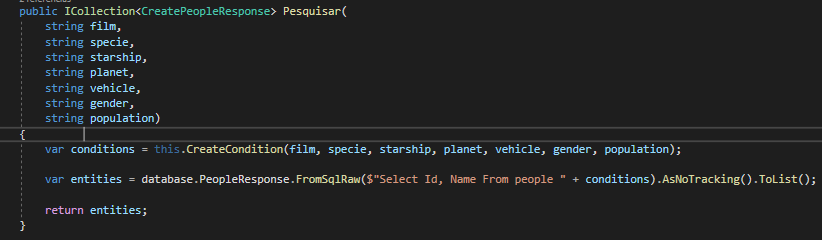 public ICollection<CreatePeopleResponse> Pesquisar(
string film,
string specie,
string starship,
string planet,
string vehicle,
string gender,
string population)
{
var conditions = this.CreateCondition(film, specie, starship, planet, vehicle, gender, population);
var entities = database.PeopleResponse.FromSqlRaw($"Select Id, Name From people " + conditions).AsNoTracking().ToList();
return entities;
}